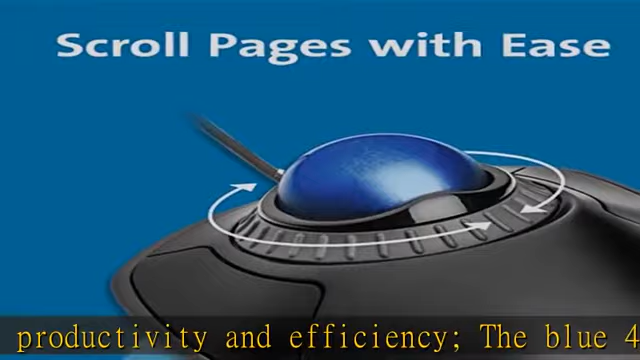 Scroll Pages with Ease
productivity and efficiency; The blue 4